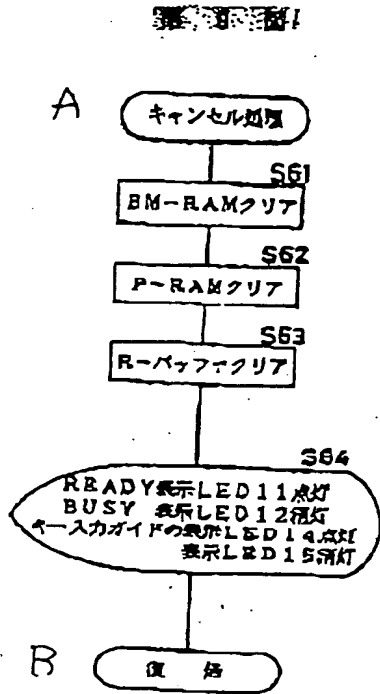 A
キャンセル処理
S61
BM-RAMクリア
S62
P-RAMクリア
S63
R-バッファクリア
S64
READY表示LED11点灯
BUSY 表示LED12消灯
キー入力ガイドの表示LED14点灯
表示LED15消灯
B
復